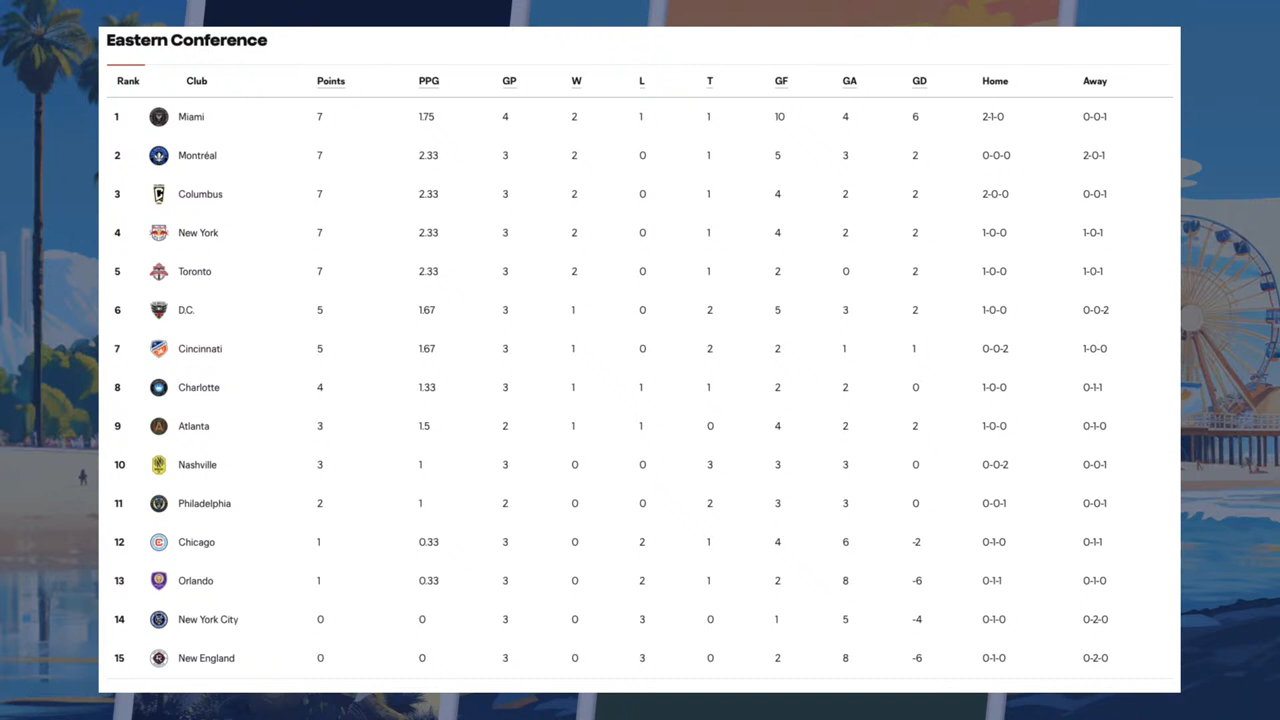 Eastern Conference
Rank Club Points PPG GP W L T GF GA GD Home Away
1 Miami 7 1.75 4 2 1 1 10 4 6 2-1-0 0-0-1
2 Montréal 7 2.33 3 2 0 1 5 3 2 0-0-0 2-0-1
3 Columbus 7 2.33 3 2 0 1 4 2 2 2-0-0 0-0-1
4 New York 7 2.33 3 2 0 1 4 2 2 1-0-0 1-0-1
5 Toronto 7 2.33 3 2 0 1 2 0 2 1-0-0 1-0-1
6 D.C. 5 1.67 3 1 0 2 5 3 2 1-0-0 0-0-2
7 Cincinnati 5 1.67 3 1 0 2 2 1 1 0-0-2 1-0-0
8 Charlotte 4 1.33 3 1 1 1 2 2 0 1-0-0 0-1-1
9 Atlanta 3 1.5 2 1 1 0 4 2 2 1-0-0 0-1-0
10 Nashville 3 1 3 0 0 3 3 3 0 0-0-2 0-0-1
11 Philadelphia 2 1 2 0 0 2 3 3 0 0-0-1 0-0-1
12 Chicago 1 0.33 3 0 2 1 4 6 -2 0-1-0 0-1-1
13 Orlando 1 0.33 3 0 2 1 2 8 -6 0-1-1 0-1-0
14 New York City 0 0 3 0 3 0 1 5 -4 0-1-0 0-2-0
15 New England 0 0 3 0 3 0 2 8 -6 0-1-0 0-2-0